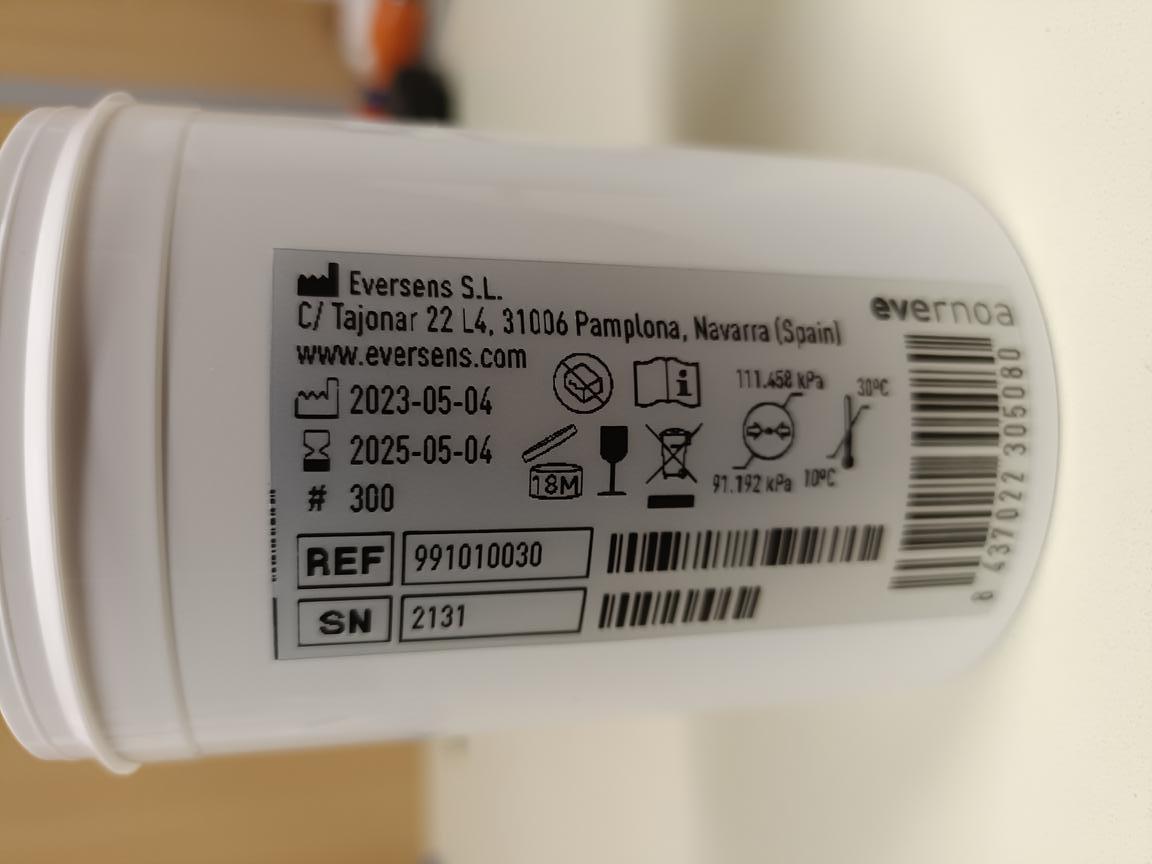 Eversens S.L.
C/ Tajonar 22 L4, 31006 Pamplona, Navarra (Spain)
www.eversens.com
2023-05-04
2025-05-04
# 300
18M
111.458 kPa
91.192 kPa
30ºC
10ºC
REF 991010030
SN 2131
evernoa
8 437022 305080